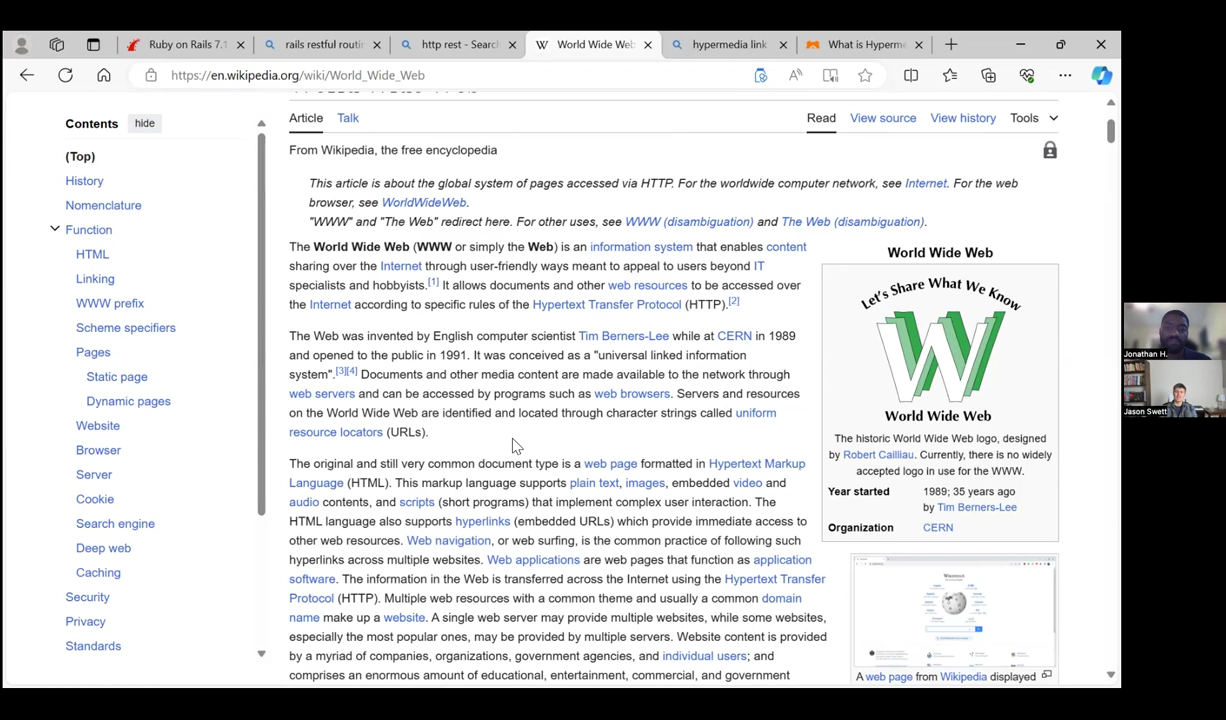 Ruby on Rails 7.1
rails restful routin
http rest - Search
World Wide Web
hypermedia link
What is Hyperme
https://en.wikipedia.org/wiki/World_Wide_Web
Contents hide
(Top)
History
Nomenclature
Function
HTML
Linking
WWW prefix
Scheme specifiers
Pages
Static page
Dynamic pages
Website
Browser
Server
Cookie
Search engine
Deep web
Caching
Security
Privacy
Standards
Article Talk
Read View source View history Tools
From Wikipedia, the free encyclopedia
This article is about the global system of pages accessed via HTTP. For the worldwide computer network, see Internet. For the web
browser, see WorldWideWeb.
"WWW" and "The Web" redirect here. For other uses, see WWW (disambiguation) and The Web (disambiguation).
The World Wide Web (WWW or simply the Web) is an information system that enables content
sharing over the Internet through user-friendly ways meant to appeal to users beyond IT
specialists and hobbyists.[1] It allows documents and other web resources to be accessed over
the Internet according to specific rules of the Hypertext Transfer Protocol (HTTP).[2]
The Web was invented by English computer scientist Tim Berners-Lee while at CERN in 1989
and opened to the public in 1991. It was conceived as a "universal linked information
system".[3][4] Documents and other media content are made available to the network through
web servers and can be accessed by programs such as web browsers. Servers and resources
on the World Wide Web are identified and located through character strings called uniform
resource locators (URLs).
The original and still very common document type is a web page formatted in Hypertext Markup
Language (HTML). This markup language supports plain text, images, embedded video and
audio contents, and scripts (short programs) that implement complex user interaction. The
HTML language also supports hyperlinks (embedded URLs) which provide immediate access to
other web resources. Web navigation, or web surfing, is the common practice of following such
hyperlinks across multiple websites. Web applications are web pages that function as application
software. The information in the Web is transferred across the Internet using the Hypertext Transfer
Protocol (HTTP). Multiple web resources with a common theme and usually a common domain
name make up a website. A single web server may provide multiple websites, while some websites,
especially the most popular ones, may be provided by multiple servers. Website content is provided
by a myriad of companies, organizations, government agencies, and individual users; and
comprises an enormous amount of educational, entertainment, commercial, and government
World Wide Web
Let's Share What We Know
World Wide Web
The historic World Wide Web logo, designed
by Robert Cailliau. Currently, there is no widely
accepted logo in use for the WWW.
Year started 1989; 35 years ago
by Tim Berners-Lee
Organization CERN
A web page from Wikipedia displayed
Jonathan H.
Jason Swett